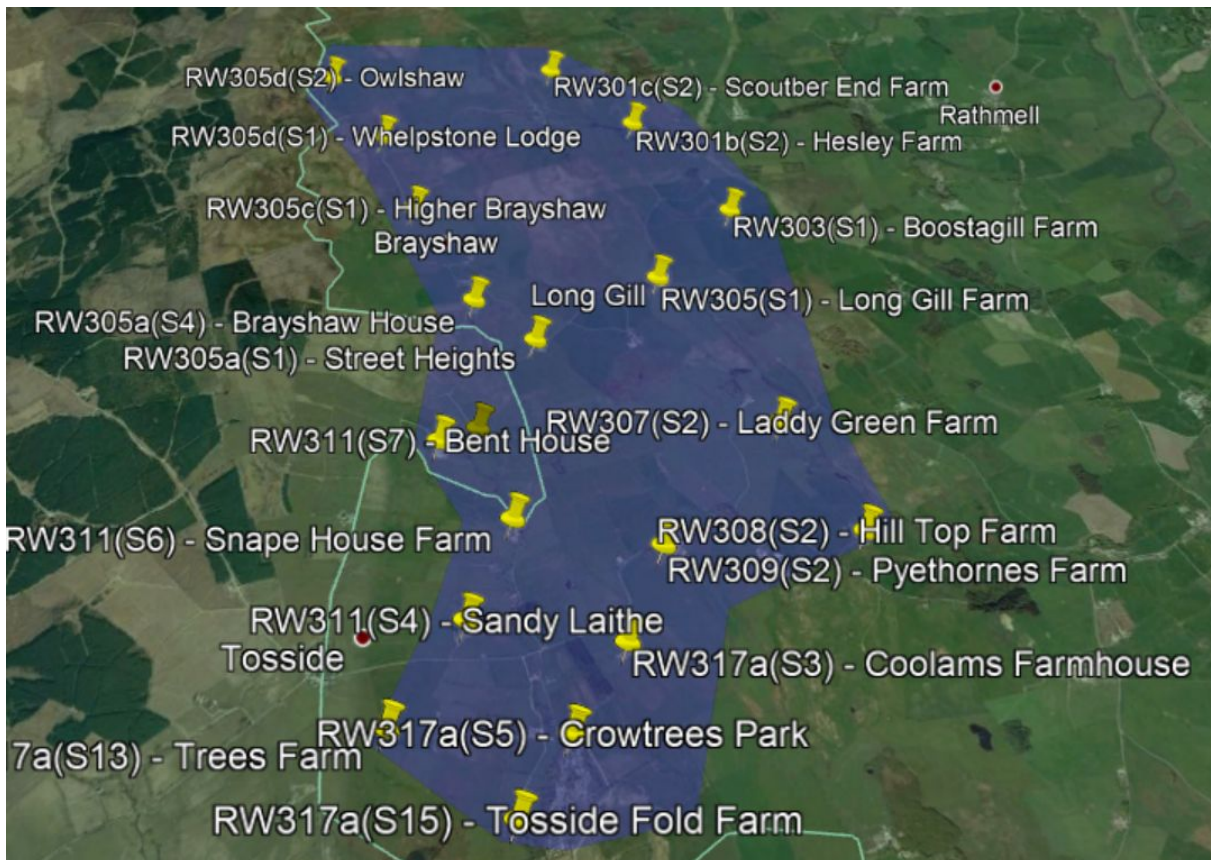 RW305d(S2) - Owlshaw
RW301c(S2) - Scoutber End Farm
Rathmell
RW305d(S1) - Whelpstone Lodge
RW301b(S2) - Hesley Farm
RW305c(S1) - Higher Brayshaw
Brayshaw
RW303(S1) - Boostagill Farm
Long Gill
RW305(S1) - Long Gill Farm
RW305a(S4) - Brayshaw House
RW305a(S1) - Street Heights
RW307(S2) - Laddy Green Farm
RW311(S7) - Bent House
RW311(S6) - Snape House Farm
RW308(S2) - Hill Top Farm
RW309(S2) - Pyethornes Farm
RW311(S4) - Sandy Laithe
Tosside
RW317a(S3) - Coolams Farmhouse
RW317a(S5) - Crowtrees Park
7a(S13) - Trees Farm
RW317a(S15) - Tosside Fold Farm